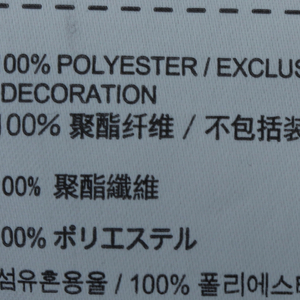 100% POLYESTER / EXCLUS
DECORATION
100% 聚酯纤维 / 不包括装
100% 聚酯纖維
100% ポリエステル
섬유혼용율 / 100% 폴리에스터